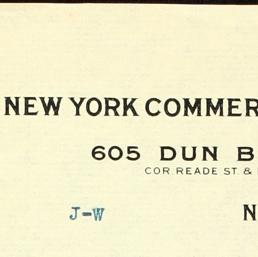 NEW YORK COMMER
605 DUN B
COR READE ST. &
J-W N